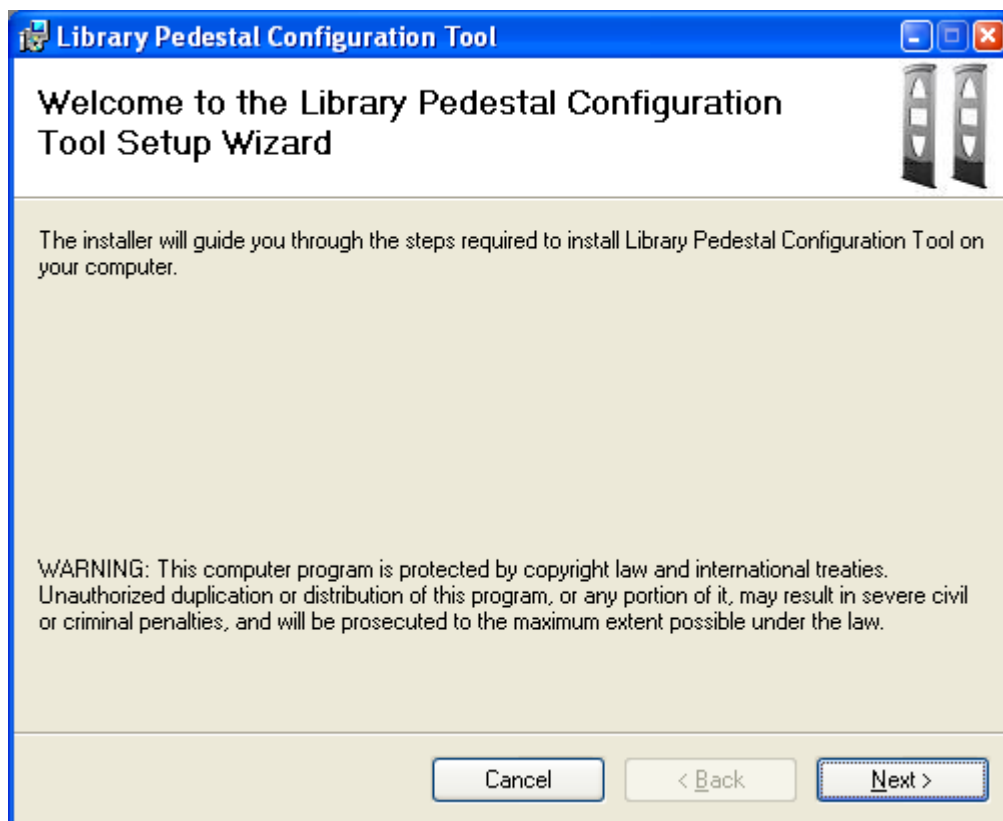 Library Pedestal Configuration Tool
Welcome to the Library Pedestal Configuration
Tool Setup Wizard
The installer will guide you through the steps required to install Library Pedestal Configuration Tool on
your computer.
WARNING: This computer program is protected by copyright law and international treaties.
Unauthorized duplication or distribution of this program, or any portion of it, may result in severe civil
or criminal penalties, and will be prosecuted to the maximum extent possible under the law.
Cancel
< Back
Next >